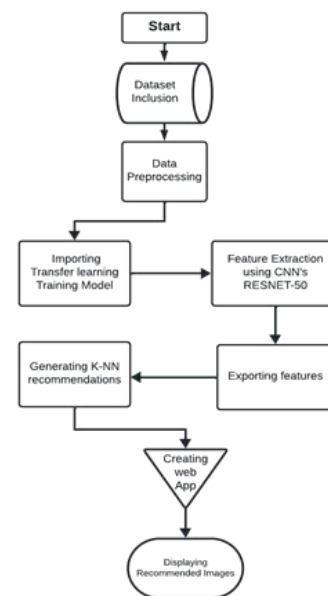 Start
Dataset
Inclusion
Data
Preprocessing
Importing
Transfer learning
Training Model
Feature Extraction
using CNN's
RESNET-50
Exporting features
Generating K-NN
recommendations
Creating
web
App
Displaying
Recommended Images